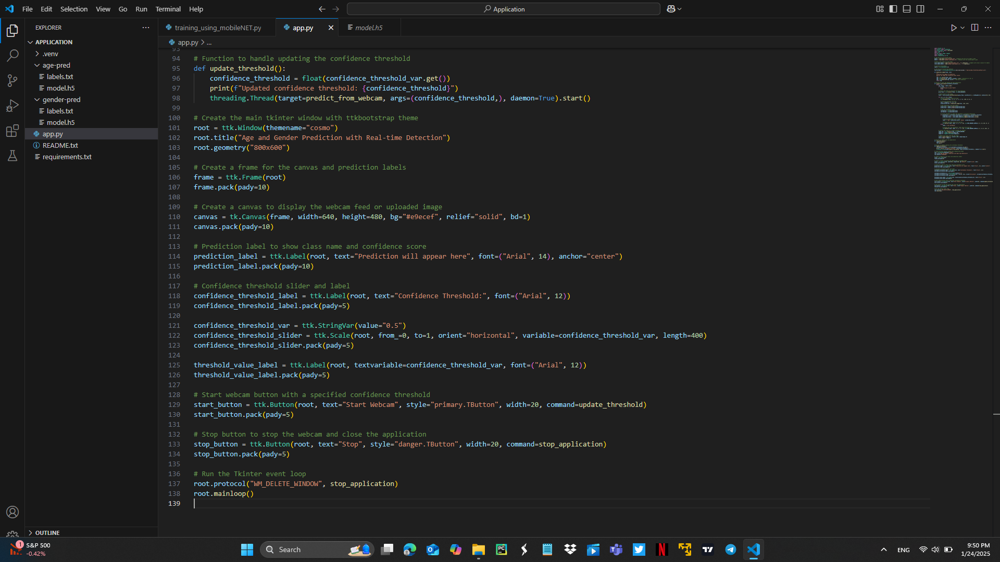 File Edit Selection View Go Run Terminal Help
Application
EXPLORER
APPLICATION
.venv
age-pred
labels.txt
model.h5
gender-pred
labels.txt
model.h5
app.py
README.txt
requirements.txt
OUTLINE
training_using_mobileNET.py app.py model.h5
app.py > ...
93
94 # Function to handle updating the confidence threshold
95 def update_threshold():
96     confidence_threshold = float(confidence_threshold_var.get())
97     print(f"Updated confidence threshold: {confidence_threshold}")
98     threading.Thread(target=predict_from_webcam, args=(confidence_threshold,), daemon=True).start()
99
100 # Create the main tkinter window with ttkbootstrap theme
101 root = ttk.Window(themename="cosmo")
102 root.title("Age and Gender Prediction with Real-time Detection")
103 root.geometry("800x600")
104
105 # Create a frame for the canvas and prediction labels
106 frame = ttk.Frame(root)
107 frame.pack(pady=10)
108
109 # Create a canvas to display the webcam feed or uploaded image
110 canvas = tk.Canvas(frame, width=640, height=480, bg="#e9ecef", relief="solid", bd=1)
111 canvas.pack(pady=10)
112
113 # Prediction label to show class name and confidence score
114 prediction_label = ttk.Label(root, text="Prediction will appear here", font=("Arial", 14), anchor="center")
115 prediction_label.pack(pady=10)
116
117 # Confidence threshold slider and label
118 confidence_threshold_label = ttk.Label(root, text="Confidence Threshold:", font=("Arial", 12))
119 confidence_threshold_label.pack(pady=5)
120
121 confidence_threshold_var = ttk.StringVar(value="0.5")
122 confidence_threshold_slider = ttk.Scale(root, from_=0, to=1, orient="horizontal", variable=confidence_threshold_var, length=400)
123 confidence_threshold_slider.pack(pady=5)
124
125 threshold_value_label = ttk.Label(root, textvariable=confidence_threshold_var, font=("Arial", 12))
126 threshold_value_label.pack(pady=5)
127
128 # Start webcam button with a specified confidence threshold
129 start_button = ttk.Button(root, text="Start Webcam", style="primary.TButton", width=20, command=update_threshold)
130 start_button.pack(pady=5)
131
132 # Stop button to stop the webcam and close the application
133 stop_button = ttk.Button(root, text="Stop", style="danger.TButton", width=20, command=stop_application)
134 stop_button.pack(pady=5)
135
136 # Run the Tkinter event loop
137 root.protocol("WM_DELETE_WINDOW", stop_application)
138 root.mainloop()
139
1
S&P 500
-0.42%
Search
ENG
9:50 PM
1/24/2025